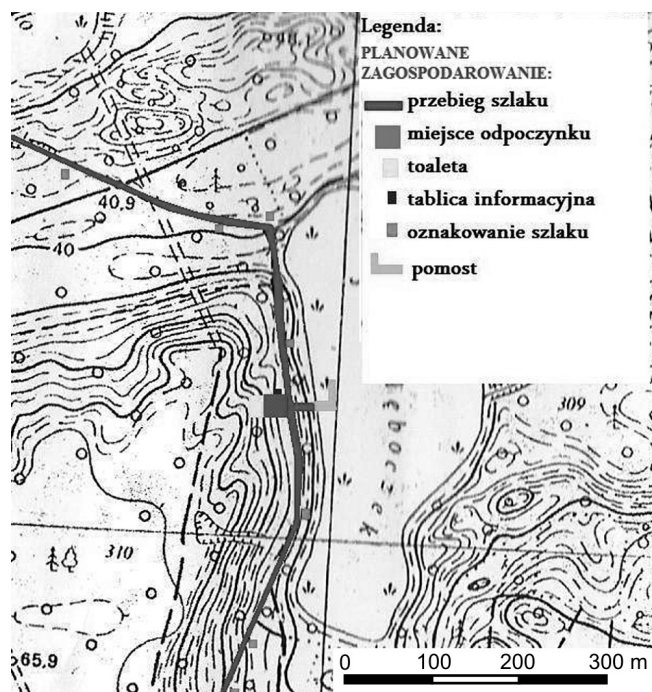 Legenda:
PLANOWANE
ZAGOSPODAROWANIE:
przebieg szlaku
miejsce odpoczynku
toaleta
tablica informacyjna
oznakowanie szlaku
pomost
40,9
40
309
310
65,9
0 100 200 300 m